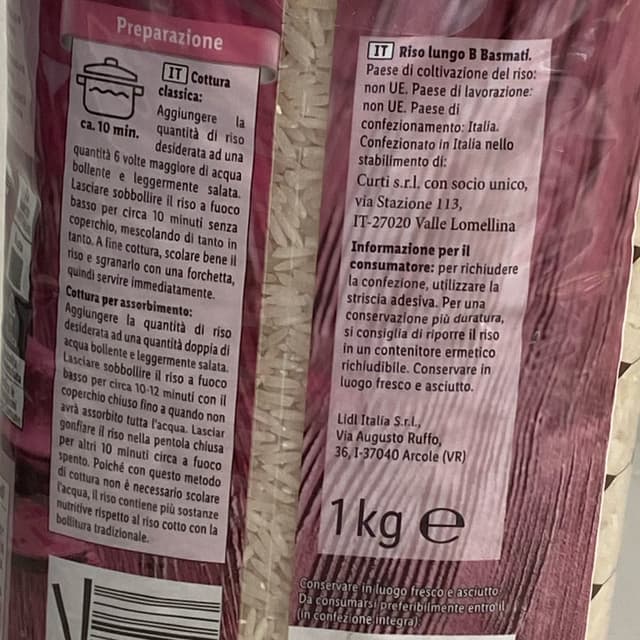 Preparazione
IT Cottura
classica:
Aggiungere la
quantità di riso
desiderata ad una
ca. 10 min.
quantità 6 volte maggiore di acqua
bollente e leggermente salata.
Lasciare sobbollire il riso a fuoco
basso per circa 10 minuti senza
coperchio, mescolando di tanto in
tanto. A fine cottura, scolare bene il
riso e sgranarlo con una forchetta,
quindi servire immediatamente.
Cottura per assorbimento:
Aggiungere la quantità di riso
desiderata ad una quantità doppia di
acqua bollente e leggermente salata.
Lasciare sobbollire il riso a fuoco
basso per circa 10-12 minuti con il
coperchio chiuso fino a quando non
avrà assorbito tutta l'acqua. Lasciar
gonfiare il riso nella pentola chiusa
per altri 10 minuti circa a fuoco
spento. Poiché con questo metodo
di cottura non è necessario scolare
l'acqua, il riso contiene più sostanze
nutritive rispetto al riso cotto con la
bollitura tradizionale.
IT Riso lungo B Basmati.
Paese di coltivazione del riso:
non UE. Paese di lavorazione:
non UE. Paese di
confezionamento: Italia.
Confezionato in Italia nello
stabilimento di:
Curti s.r.l. con socio unico,
via Stazione 113,
IT-27020 Valle Lomellina
Informazione per il
consumatore: per richiudere
la confezione, utilizzare la
striscia adesiva. Per una
conservazione più duratura,
si consiglia di riporre il riso
in un contenitore ermetico
richiudibile. Conservare in
luogo fresco e asciutto.
Lidl Italia S.r.l.,
Via Augusto Ruffo,
36, I-37040 Arcole (VR)
1kg ℮
Conservare in luogo fresco e asciutto
Da consumarsi preferibilmente entro il
(in confezione integra):